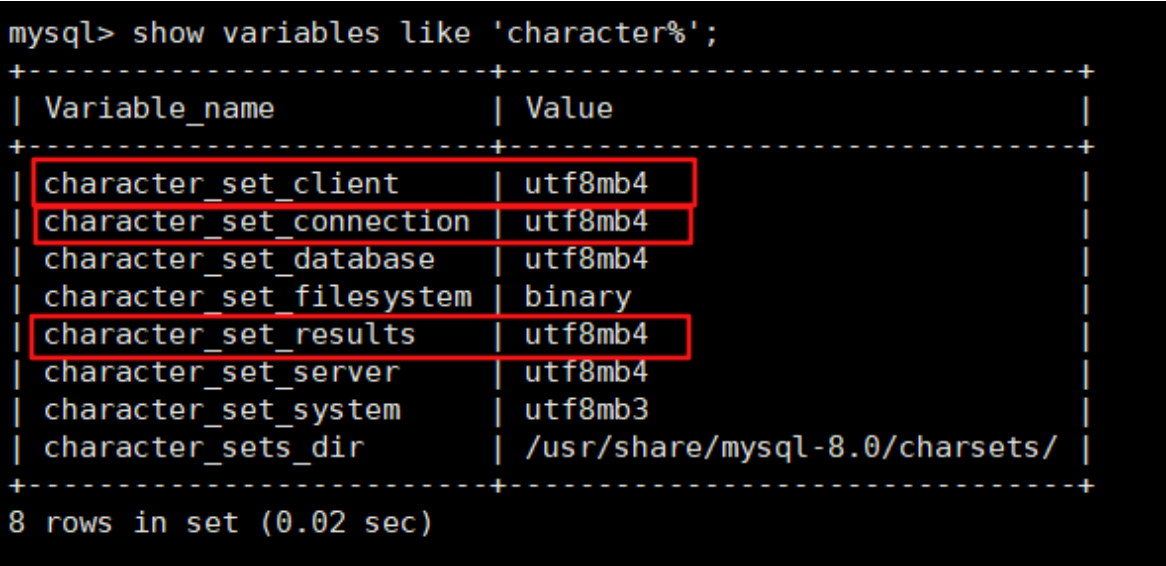 mysql> show variables like 'character%';
+--------------------------+--------------------------------+
| Variable_name            | Value                          |
+--------------------------+--------------------------------+
| character_set_client     | utf8mb4                        |
| character_set_connection | utf8mb4                        |
| character_set_database   | utf8mb4                        |
| character_set_filesystem | binary                         |
| character_set_results    | utf8mb4                        |
| character_set_server     | utf8mb4                        |
| character_set_system     | utf8mb3                        |
| character_sets_dir       | /usr/share/mysql-8.0/charsets/ |
+--------------------------+--------------------------------+
8 rows in set (0.02 sec)